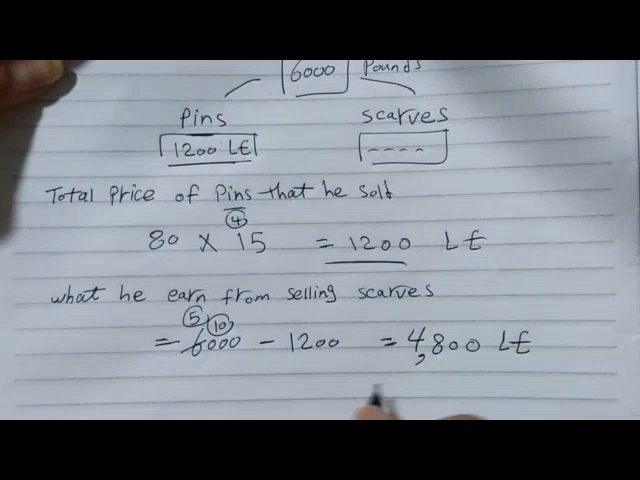 6000 Pounds
Pins scarves
1200 LE ----
Total Price of Pins that he sold
4
80 × 15 = 1200 LE
what he earn from selling scarves
5 10
= 6000 - 1200 = 4,800 LE